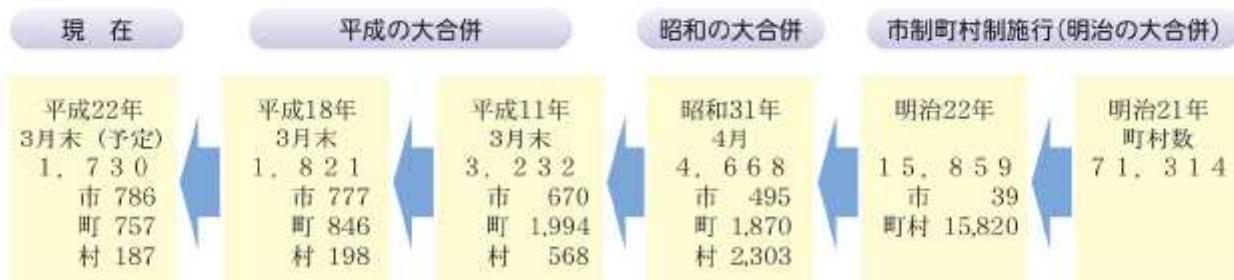 現 在
平成の大合併
昭和の大合併
市制町村制施行(明治の大合併)
平成22年
3月末 (予定)
1,730
市 786
町 757
村 187
平成18年
3月末
1,821
市 777
町 846
村 198
平成11年
3月末
3,232
市 670
町 1,994
村 568
昭和31年
4月
4,668
市 495
町 1,870
村 2,303
明治22年
15,859
市 39
町村 15,820
明治21年
町村数
71,314